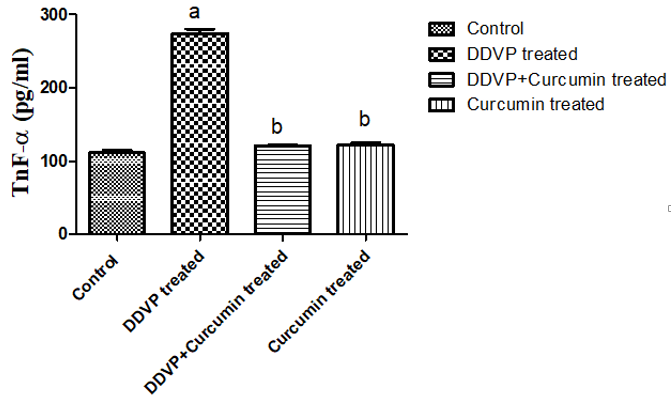 TnF-α (pg/ml)
300
200
100
0
a
b
b
Control
DDVP treated
DDVP+Curcumin treated
Curcumin treated
Control
DDVP treated
DDVP+Curcumin treated
Curcumin treated